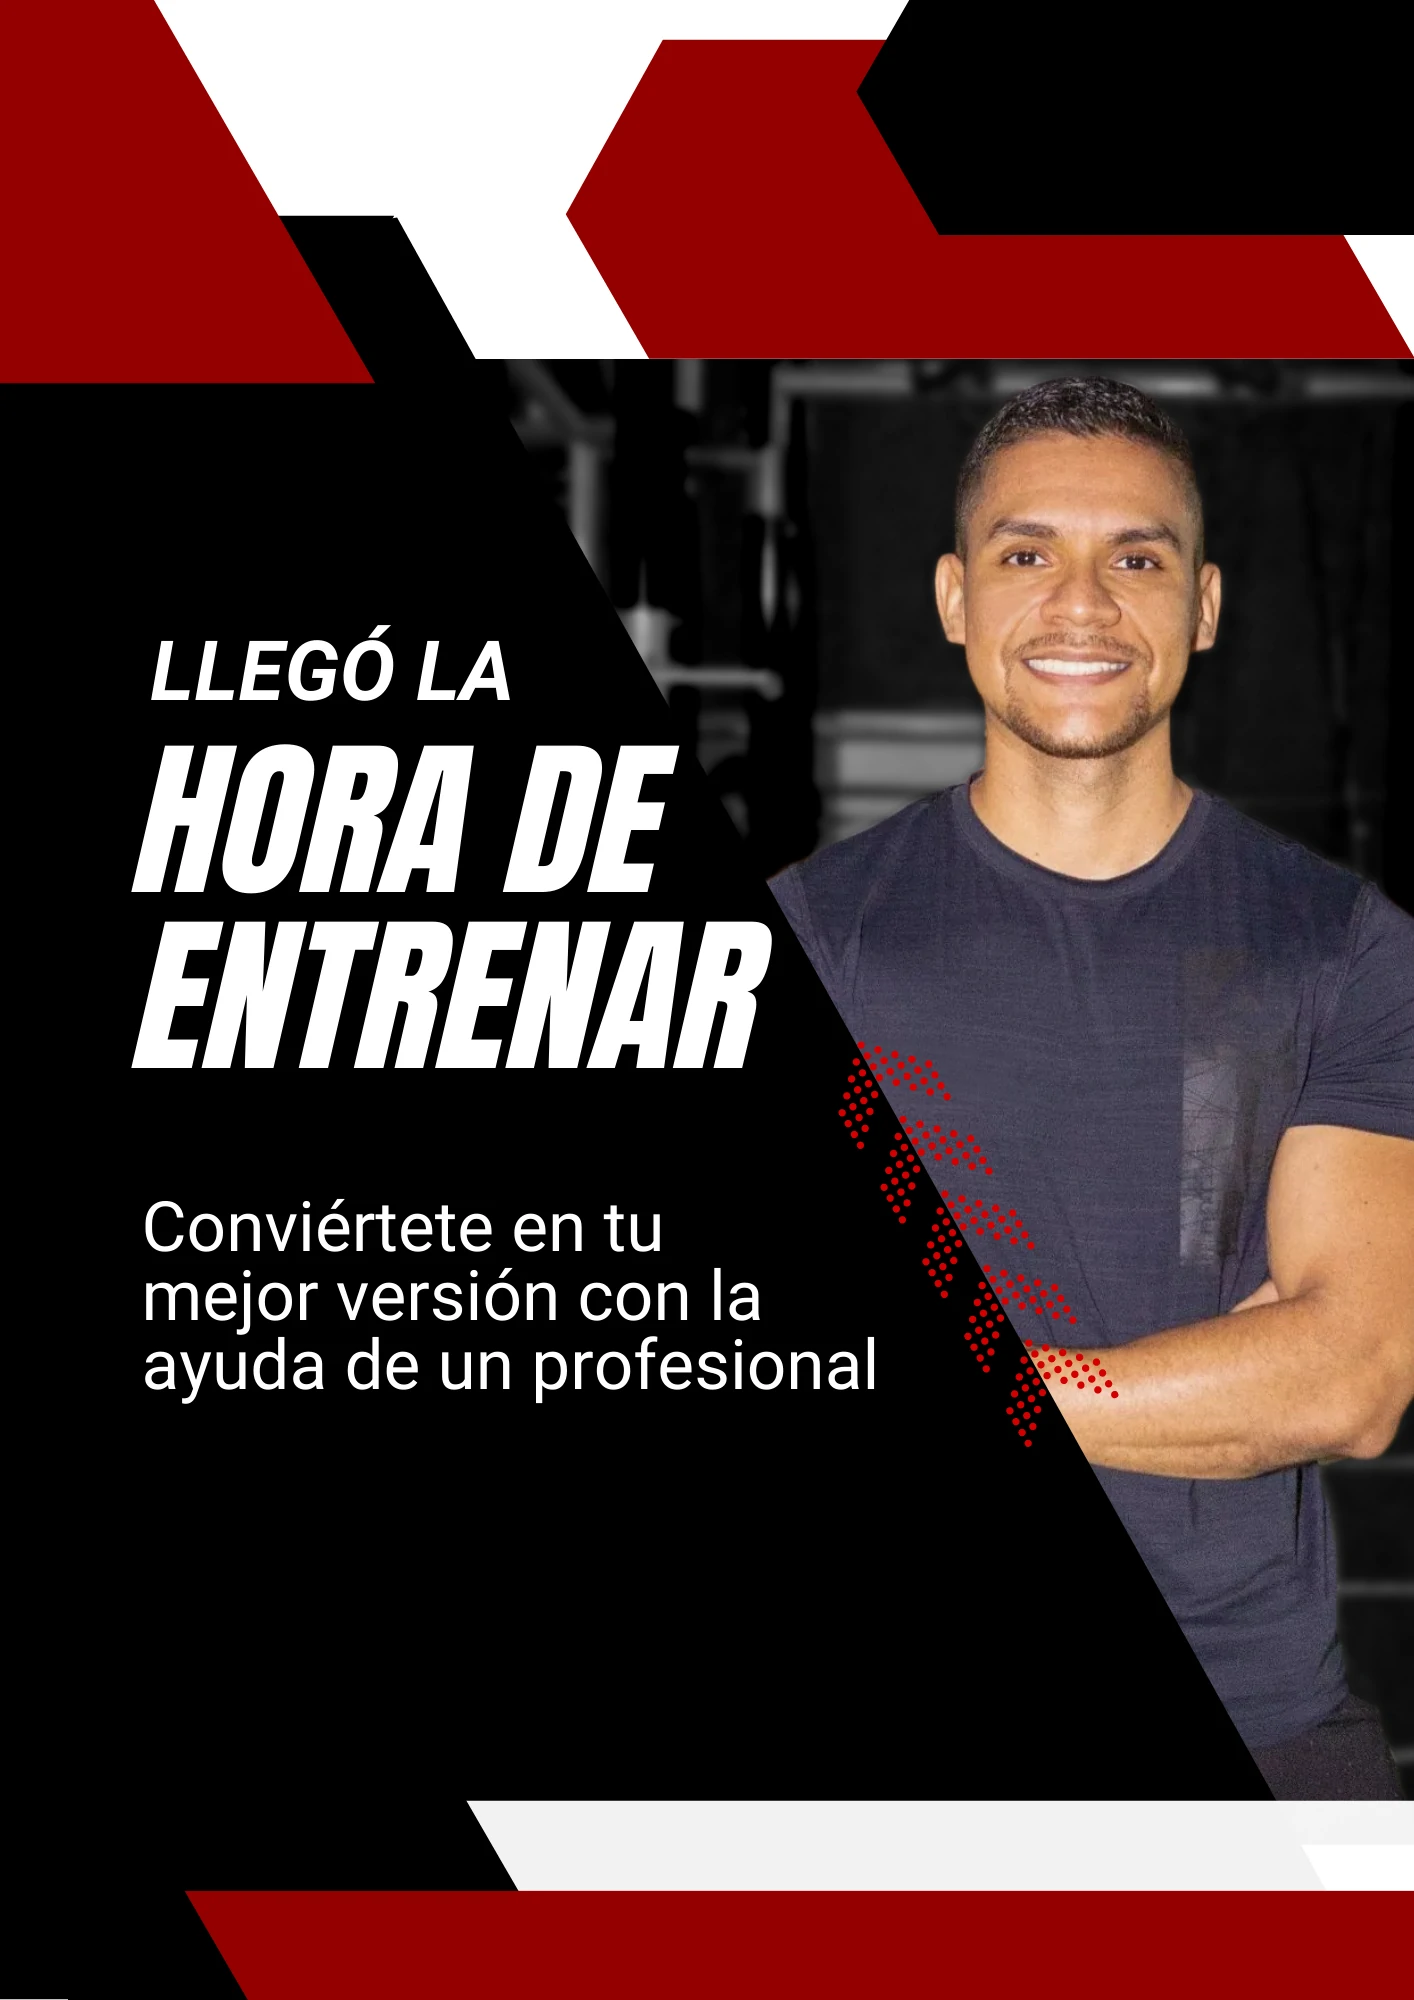 LLEGÓ LA
HORA DE
ENTRENAR
Conviértete en tu
mejor versión con la
ayuda de un profesional